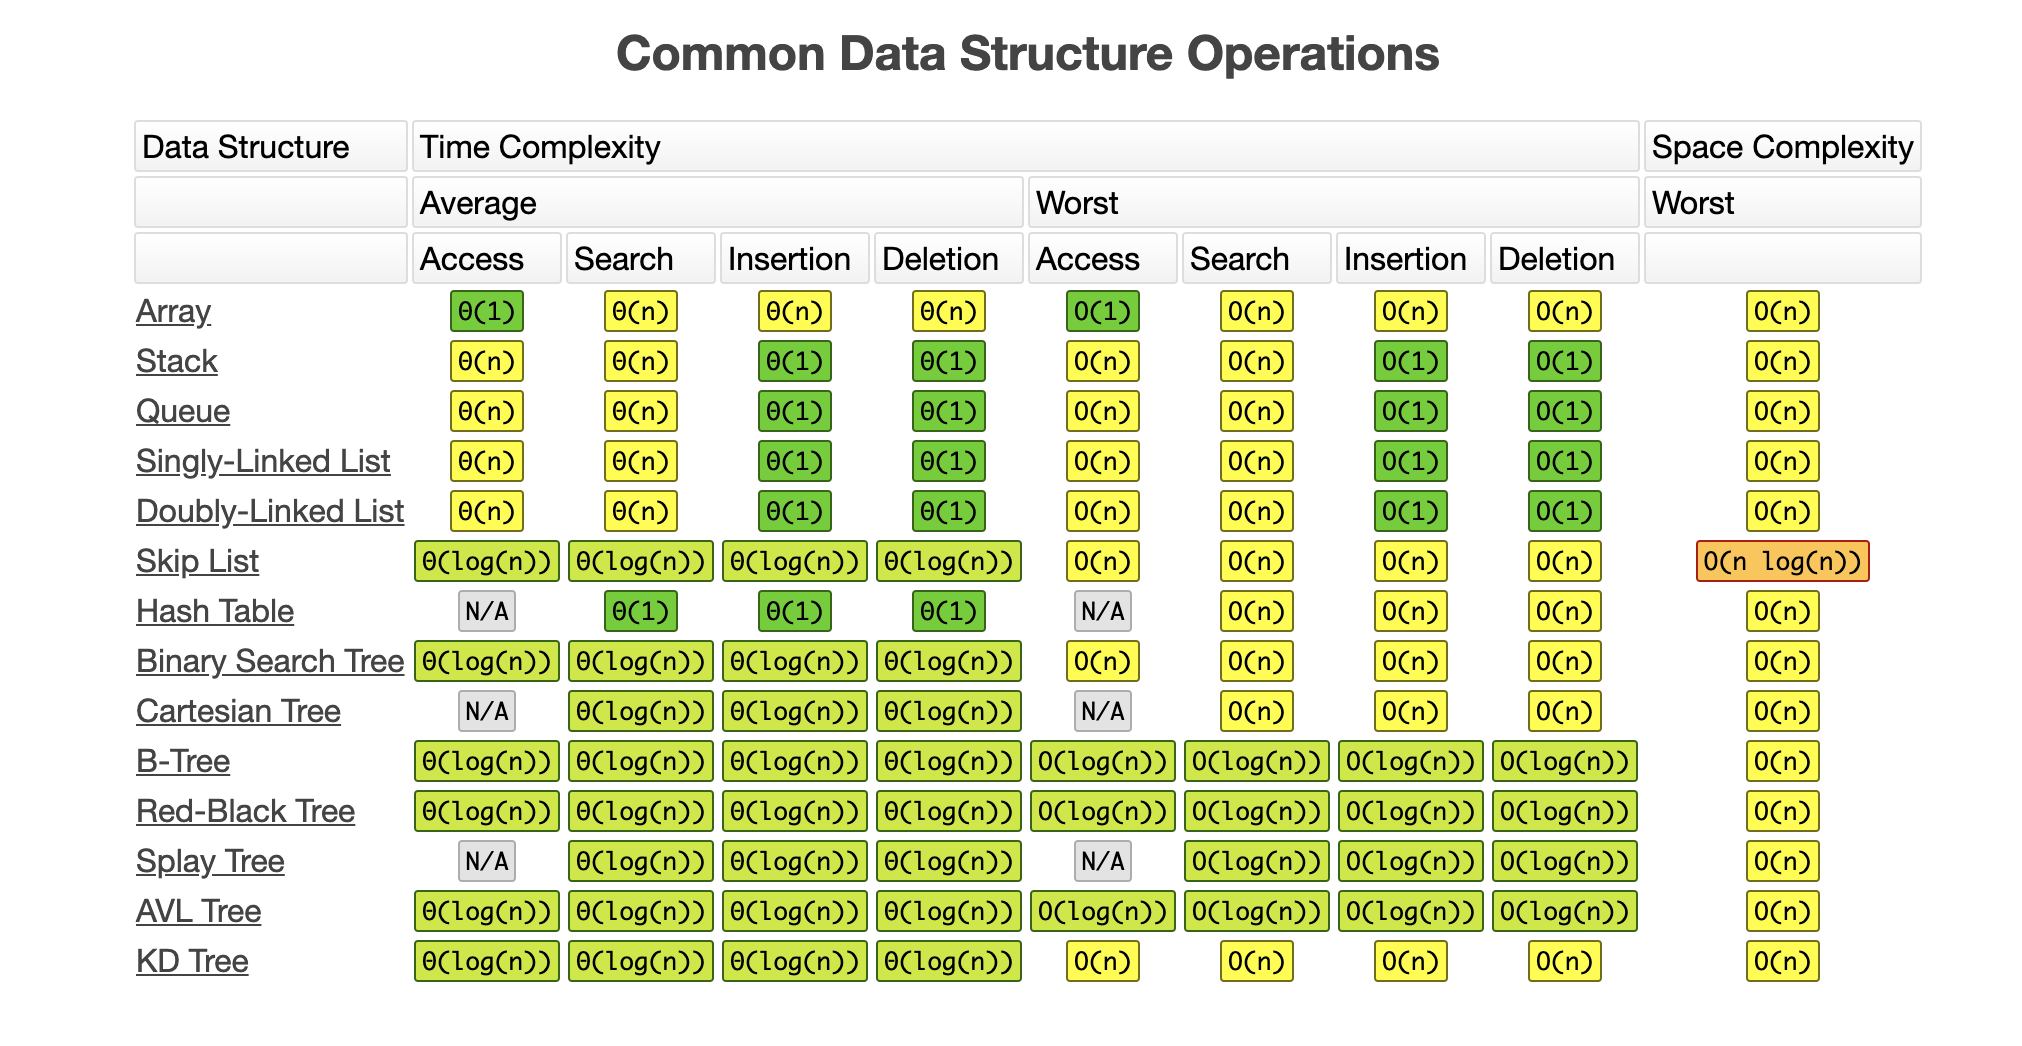 Common Data Structure Operations
Data Structure Time Complexity Space Complexity
Average Worst Worst
Access Search Insertion Deletion Access Search Insertion Deletion
Array Θ(1) Θ(n) Θ(n) Θ(n) O(1) O(n) O(n) O(n) O(n)
Stack Θ(n) Θ(n) Θ(1) Θ(1) O(n) O(n) O(1) O(1) O(n)
Queue Θ(n) Θ(n) Θ(1) Θ(1) O(n) O(n) O(1) O(1) O(n)
Singly-Linked List Θ(n) Θ(n) Θ(1) Θ(1) O(n) O(n) O(1) O(1) O(n)
Doubly-Linked List Θ(n) Θ(n) Θ(1) Θ(1) O(n) O(n) O(1) O(1) O(n)
Skip List Θ(log(n)) Θ(log(n)) Θ(log(n)) Θ(log(n)) O(n) O(n) O(n) O(n) O(n log(n))
Hash Table N/A Θ(1) Θ(1) Θ(1) N/A O(n) O(n) O(n) O(n)
Binary Search Tree Θ(log(n)) Θ(log(n)) Θ(log(n)) Θ(log(n)) O(n) O(n) O(n) O(n) O(n)
Cartesian Tree N/A Θ(log(n)) Θ(log(n)) Θ(log(n)) N/A O(n) O(n) O(n) O(n)
B-Tree Θ(log(n)) Θ(log(n)) Θ(log(n)) Θ(log(n)) O(log(n)) O(log(n)) O(log(n)) O(log(n)) O(n)
Red-Black Tree Θ(log(n)) Θ(log(n)) Θ(log(n)) Θ(log(n)) O(log(n)) O(log(n)) O(log(n)) O(log(n)) O(n)
Splay Tree N/A Θ(log(n)) Θ(log(n)) Θ(log(n)) N/A O(log(n)) O(log(n)) O(log(n)) O(n)
AVL Tree Θ(log(n)) Θ(log(n)) Θ(log(n)) Θ(log(n)) O(log(n)) O(log(n)) O(log(n)) O(log(n)) O(n)
KD Tree Θ(log(n)) Θ(log(n)) Θ(log(n)) Θ(log(n)) O(n) O(n) O(n) O(n) O(n)